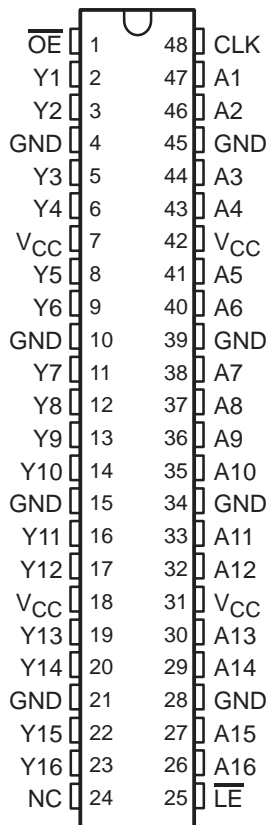 O̅E̅ 1 48 CLK
Y1 2 47 A1
Y2 3 46 A2
GND 4 45 GND
Y3 5 44 A3
Y4 6 43 A4
VCC 7 42 VCC
Y5 8 41 A5
Y6 9 40 A6
GND 10 39 GND
Y7 11 38 A7
Y8 12 37 A8
Y9 13 36 A9
Y10 14 35 A10
GND 15 34 GND
Y11 16 33 A11
Y12 17 32 A12
VCC 18 31 VCC
Y13 19 30 A13
Y14 20 29 A14
GND 21 28 GND
Y15 22 27 A15
Y16 23 26 A16
NC 24 25 L̅E̅